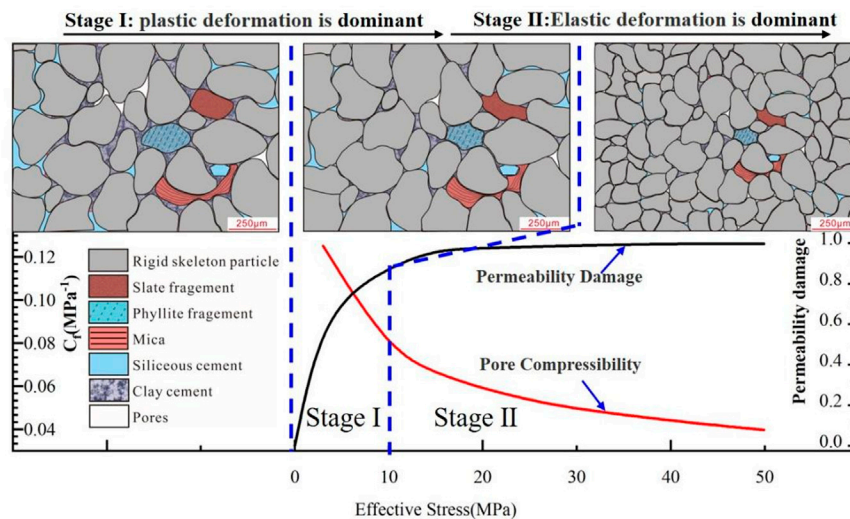 Stage I: plastic deformation is dominant
Stage II:Elastic deformation is dominant
250μm
250μm
250μm
0.12
0.10
0.08
0.06
0.04
Cf(MPa-1)
Rigid skeleton particle
Slate fragement
Phyllite fragement
Mica
Siliceous cement
Clay cement
Pores
Permeability Damage
Pore Compressibility
Stage I
Stage II
1.0
0.8
0.6
0.4
0.2
0.0
Permeability damage
0
10
20
30
40
50
Effective Stress(MPa)